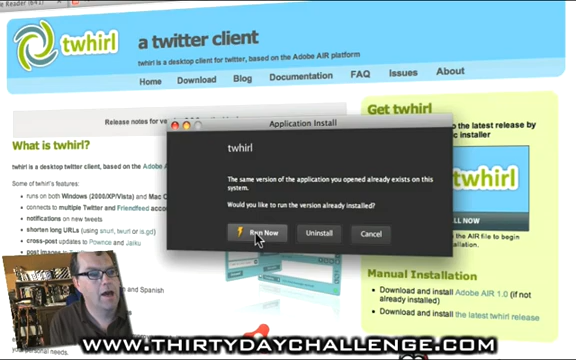 Reader (641)
twhirl
a twitter client
twhirl is a desktop client for twitter, based on the Adobe AIR platform
Home Download Blog Documentation FAQ Issues About
Release notes for ve
Get twhirl
the latest release by
installer
Application Install
What is twhirl?
twhirl is a desktop twitter client, based on the Adobe A
Some of twhirl's features:
runs on both Windows (2000/XP/Vista) and Mac O
connects to multiple Twitter and Friendfeed accou
notifications on new tweets
shorten long URLs (using snurl, twurl or is.gd)
cross-post updates to Pownce and Jaiku
and Spanish
your personal needs.
twhirl
The same version of the application you opened already exists on this
system.
Would you like to run the version already installed?
Run Now Uninstall Cancel
twhirl
LL NOW
the AIR file to begin
Manual Installation
Download and install Adobe AIR 1.0 (if not
already installed)
Download and install the latest twhirl release
WWW.THIRTYDAYCHALLENGE.COM